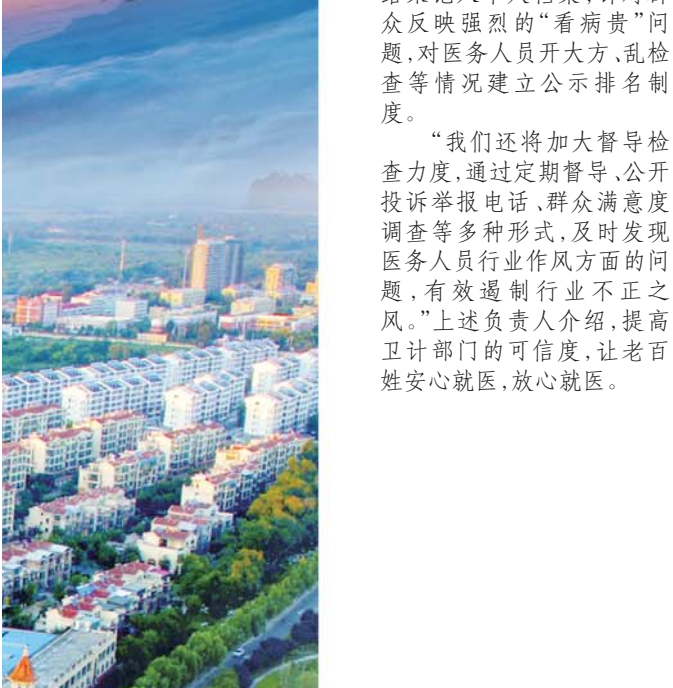 众反映强烈的“看病贵”问
题,对医务人员开大方、乱检
查等情况建立公示排名制
度。
“我们还将加大督导检
查力度,通过定期督导、公开
投诉举报电话、群众满意度
调查等多种形式,及时发现
医务人员行业作风方面的问
题,有效遏制行业不正之
风。”上述负责人介绍,提高
卫计部门的可信度,让老百
姓安心就医,放心就医。